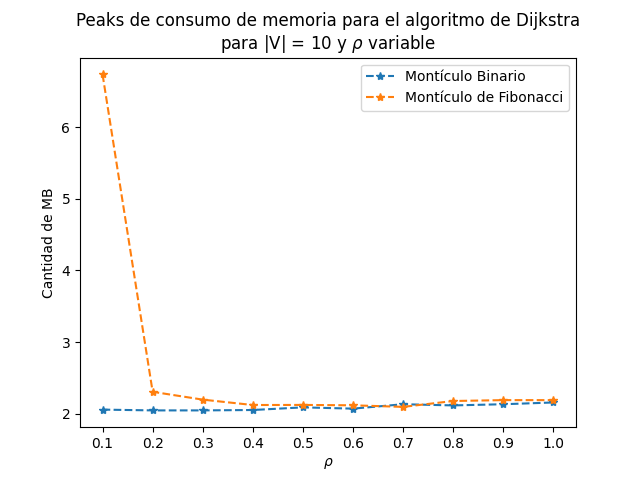 Peaks de consumo de memoria para el algoritmo de Dijkstra
para |V| = 10 y ρ variable
Montículo Binario
Montículo de Fibonacci
Cantidad de MB
6
5
4
3
2
0.1 0.2 0.3 0.4 0.5 0.6 0.7 0.8 0.9 1.0
ρ